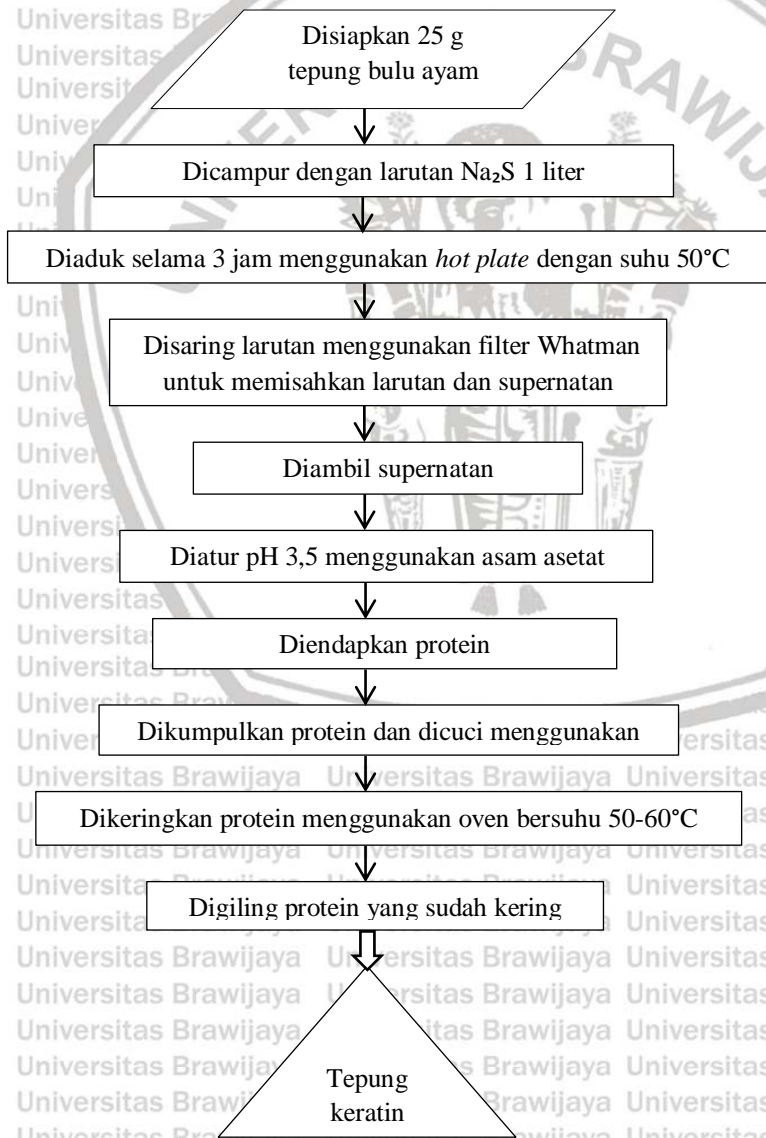 Disiapkan 25 g
tepung bulu ayam
Dicampur dengan larutan Na₂S 1 liter
Diaduk selama 3 jam menggunakan hot plate dengan suhu 50°C
Disaring larutan menggunakan filter Whatman
untuk memisahkan larutan dan supernatan
Diambil supernatan
Diatur pH 3,5 menggunakan asam asetat
Diendapkan protein
Dikumpulkan protein dan dicuci menggunakan
Dikeringkan protein menggunakan oven bersuhu 50-60°C
Digiling protein yang sudah kering
Tepung
keratin